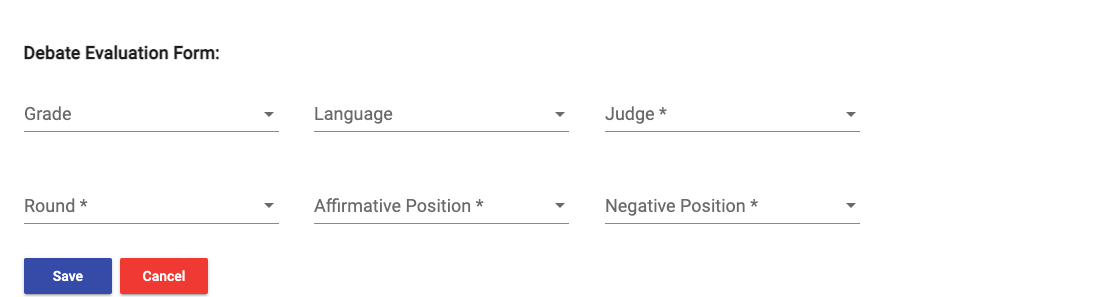 Debate Evaluation Form:
Grade Language Judge *
Round * Affirmative Position * Negative Position *
Save Cancel